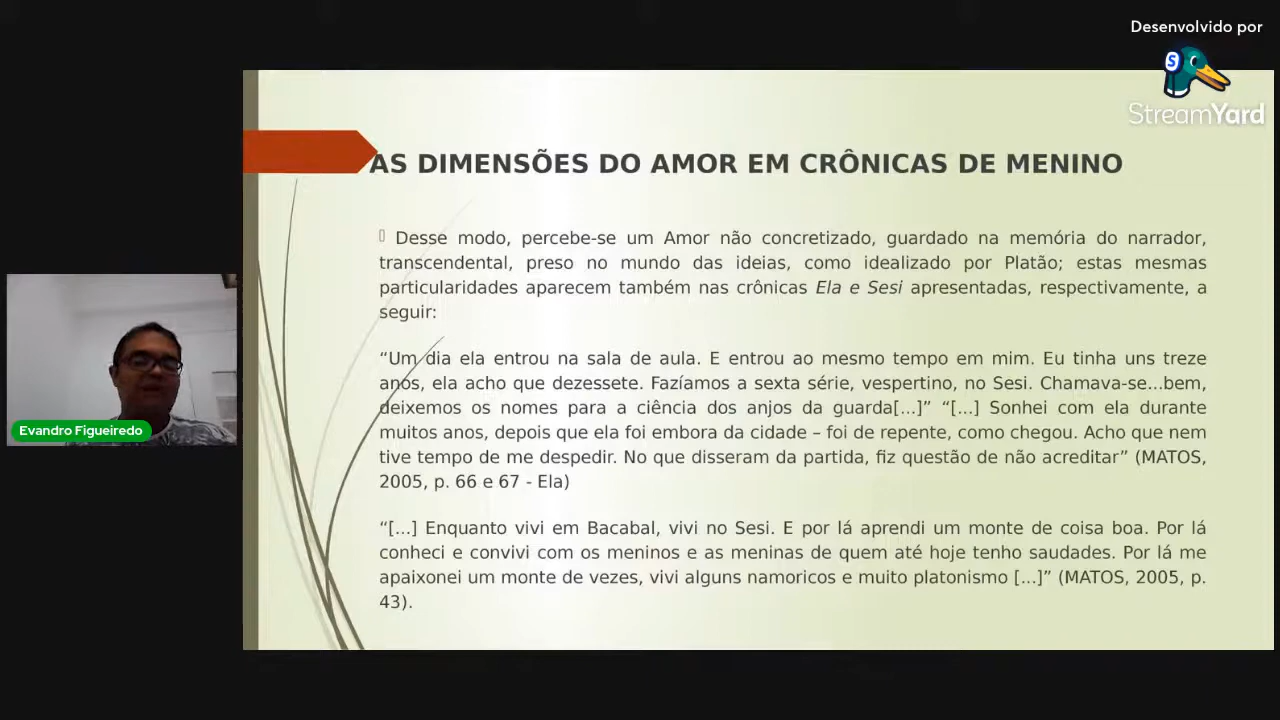 Desenvolvido por
StreamYard
AS DIMENSÕES DO AMOR EM CRÔNICAS DE MENINO
Desse modo, percebe-se um Amor não concretizado, guardado na memória do narrador,
transcendental, preso no mundo das ideias, como idealizado por Platão; estas mesmas
particularidades aparecem também nas crônicas Ela e Sesi apresentadas, respectivamente, a
seguir:
“Um dia ela entrou na sala de aula. E entrou ao mesmo tempo em mim. Eu tinha uns treze
anos, ela acho que dezessete. Fazíamos a sexta série, vespertino, no Sesi. Chamava-se...bem,
deixemos os nomes para a ciência dos anjos da guarda[...]” “[...] Sonhei com ela durante
muitos anos, depois que ela foi embora da cidade – foi de repente, como chegou. Acho que nem
tive tempo de me despedir. No que disseram da partida, fiz questão de não acreditar” (MATOS,
2005, p. 66 e 67 - Ela)
“[...] Enquanto vivi em Bacabal, vivi no Sesi. E por lá aprendi um monte de coisa boa. Por lá
conheci e convivi com os meninos e as meninas de quem até hoje tenho saudades. Por lá me
apaixonei um monte de vezes, vivi alguns namoricos e muito platonismo [...]” (MATOS, 2005, p.
43).
Evandro Figueiredo